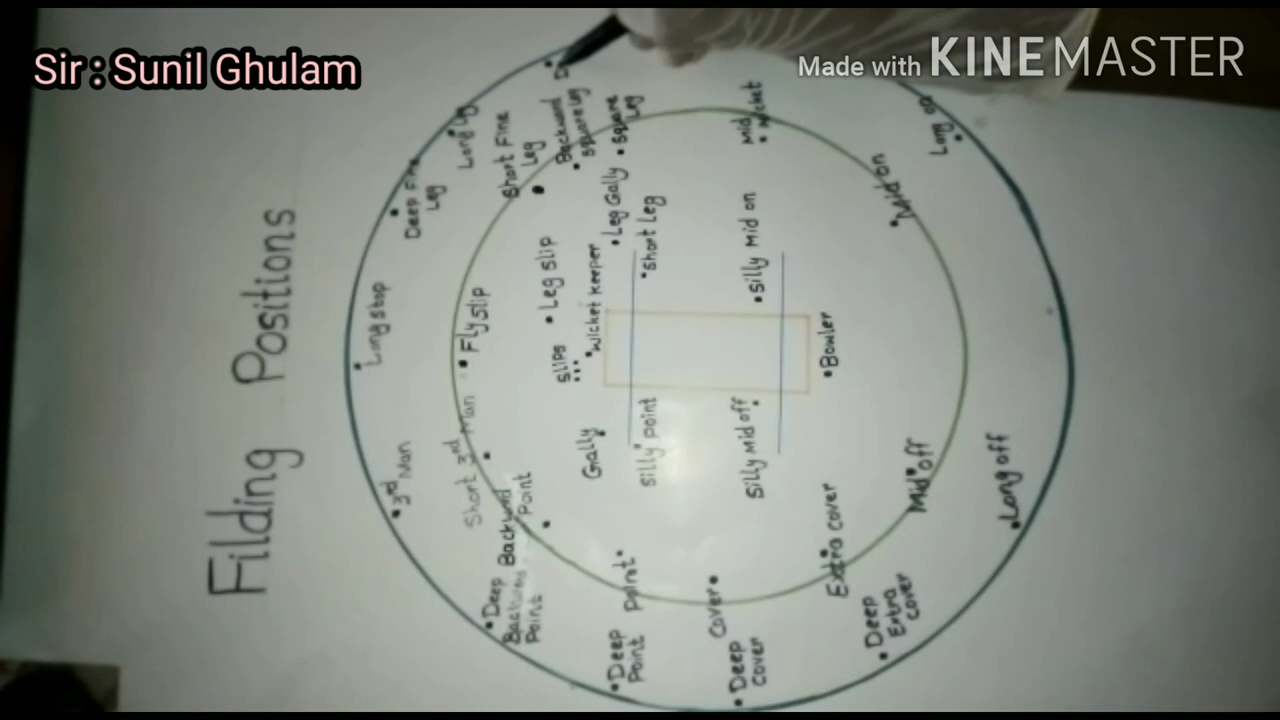 Sir : Sunil Ghulam
Made with KINEMASTER
Filding Positions
Long stop
3rd Man
Deep Fine
Leg
Long Leg
Short Fine
Leg
Backward
square leg
Square
Leg
Leg Gally
Short Leg
Leg slip
Fly slip
Slips
Wicket keeper
Short 3rd Man
Backward
Point
Deep
Backward
Point
Gally
Silly point
Point
Deep
Point
Cover
Deep
Cover
Silly Mid off
Silly Mid on
Mid
wicket
Mid on
Long on
Bowler
Extra cover
Deep
Extra
cover
Mid off
Long off
D